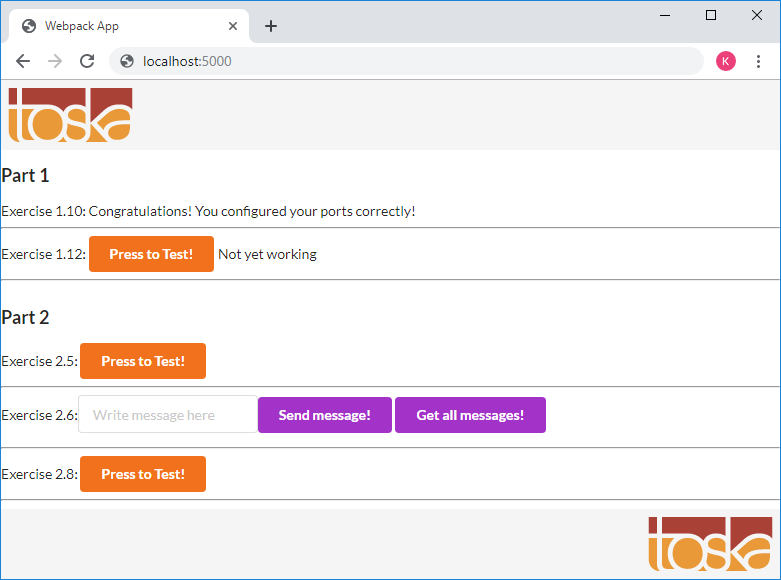 Webpack App
localhost:5000
K
toska
Part 1
Exercise 1.10: Congratulations! You configured your ports correctly!
Exercise 1.12: Press to Test! Not yet working
Part 2
Exercise 2.5: Press to Test!
Exercise 2.6: Write message here Send message! Get all messages!
Exercise 2.8: Press to Test!
toska